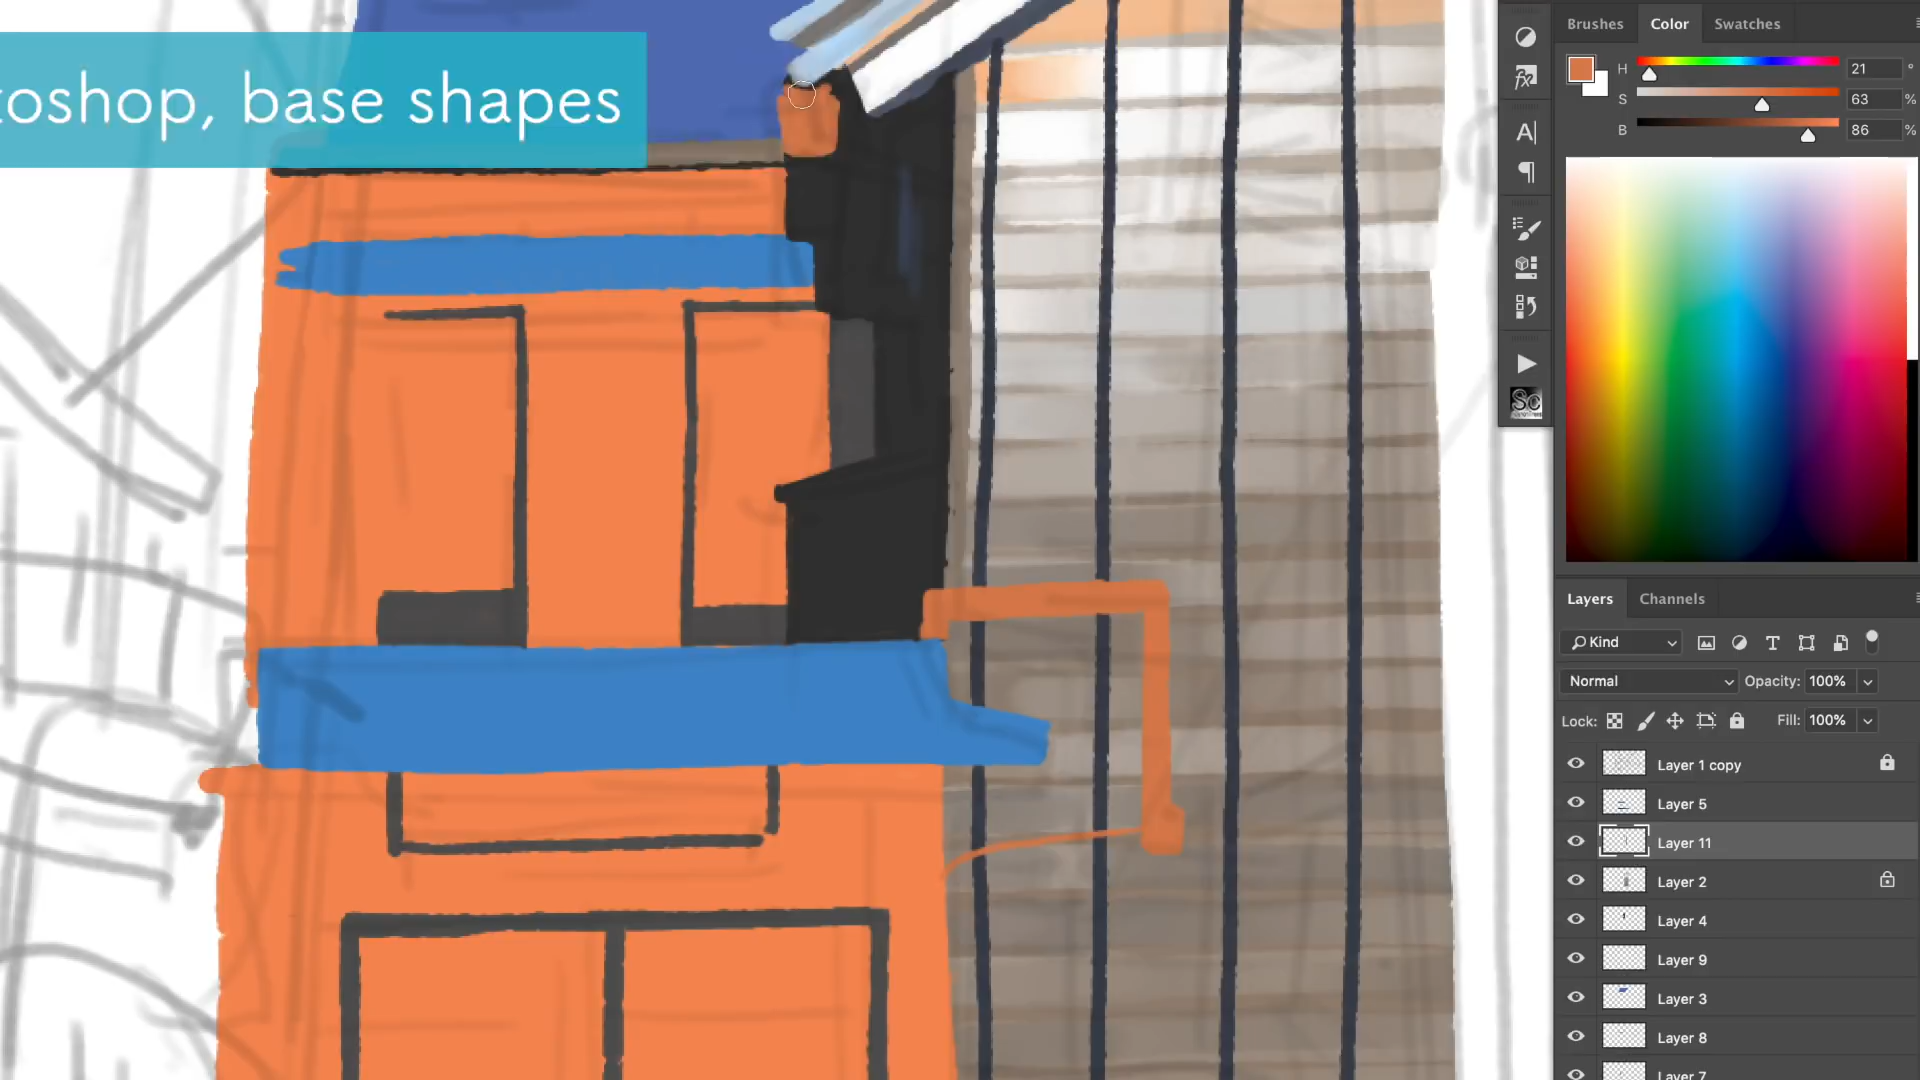 oshop, base shapes
Brushes
Color
Swatches
H
21
°
S
63
%
B
86
%
A|
Sc
Layers
Channels
Kind
Normal
Opacity: 100%
Lock:
Fill: 100%
Layer 1 copy
Layer 5
Layer 11
Layer 2
Layer 4
Layer 9
Layer 3
Layer 8
Layer 7